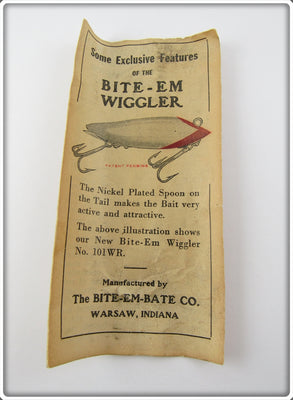 Some Exclusive Features
OF THE
BITE-EM
WIGGLER
PATENT PENDING
The Nickel Plated Spoon on
the Tail makes the Bait very
active and attractive.
The above illustration shows
our New Bite-Em Wiggler
No. 101WR.
Manufactured by
The BITE-EM-BATE CO.
WARSAW, INDIANA